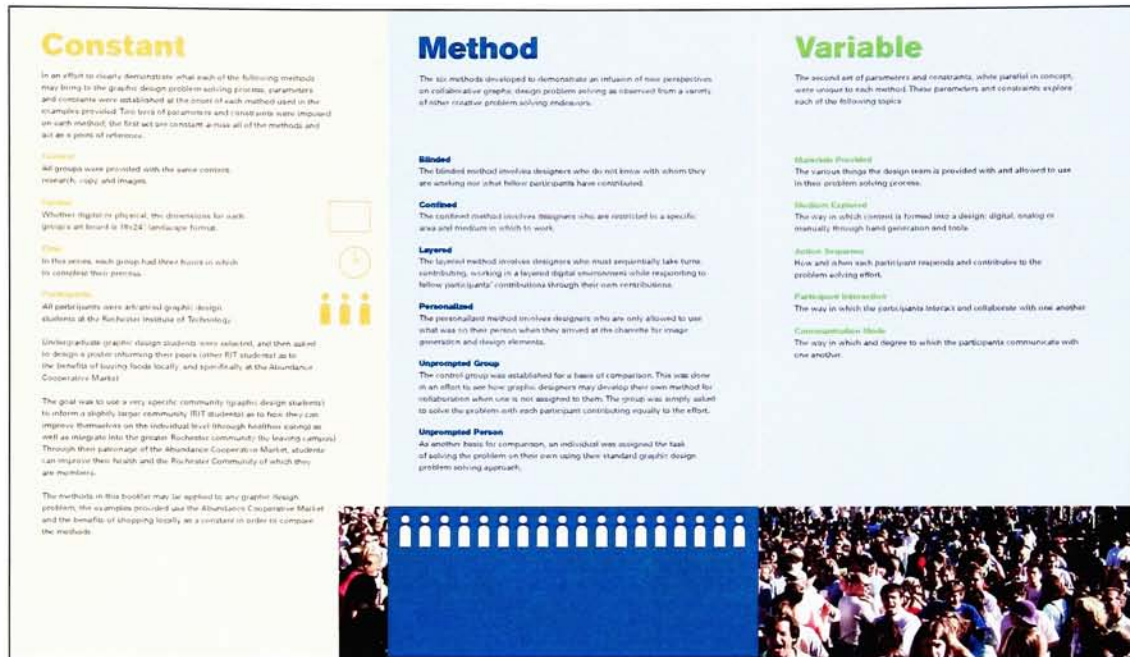 Constant
In an effort to clearly demonstrate what each of the following methods
may bring to the graphic design problem solving process, parameters
and constants were established at the onset of each method used in the
examples provided. Two tiers of parameters and constraints were imposed
on each method; the first set are constant across all of the methods and
act as a point of reference.
Content
All groups were provided with the same content,
research, copy and images.
Format
Whether digital or physical, the dimensions for each
group's art board is 18x24" landscape format.
Time
In this series, each group had three hours in which
to complete their process.
Participants
All participants were advanced graphic design
students at the Rochester Institute of Technology.
Undergraduate graphic design students were selected, and then asked
to design a poster informing their peers (other RIT students) as to
the benefits of buying foods locally, and specifically at the Abundance
Cooperative Market.
The goal was to use a very specific community (graphic design students)
to inform a slightly larger community (RIT students) as to how they can
improve themselves on the individual level (through healthier eating) as
well as integrate into the greater Rochester community (by leaving campus).
Through their patronage of the Abundance Cooperative Market, students
can improve their health and the Rochester Community of which they
are members.
The methods in this booklet may be applied to any graphic design
problem, the examples provided use the Abundance Cooperative Market
and the benefits of shopping locally as a constant in order to compare
the methods.
Method
The six methods developed to demonstrate an infusion of new perspectives
on collaborative graphic design problem solving as observed from a variety
of other creative problem solving endeavors.
Blinded
The blinded method involves designers who do not know with whom they
are working nor what fellow participants have contributed.
Confined
The confined method involves designers who are restricted to a specific
area and medium in which to work.
Layered
The layered method involves designers who must sequentially take turns
contributing, working in a layered digital environment while responding to
fellow participants' contributions through their own contributions.
Personalized
The personalized method involves designers who are only allowed to use
what was on their person when they arrived at the charrette for image
generation and design elements.
Unprompted Group
The control group was established for a basis of comparison. This was done
in an effort to see how graphic designers may develop their own method for
collaboration when one is not assigned to them. The group was simply asked
to solve the problem with each participant contributing equally to the effort.
Unprompted Person
As another basis for comparison, an individual was assigned the task
of solving the problem on their own using their standard graphic design
problem solving approach.
Variable
The second set of parameters and constraints, while parallel in concept,
were unique to each method. These parameters and constraints explore
each of the following topics
Materials Provided
The various things the design team is provided with and allowed to use
in their problem solving process.
Medium Explored
The way in which content is formed into a design: digital, analog or
manually through hand generation and tools.
Action Sequence
How and when each participant responds and contributes to the
problem solving effort.
Participant Interaction
The way in which the participants interact and collaborate with one another.
Communication Mode
The way in which and degree to which the participants communicate with
one another.